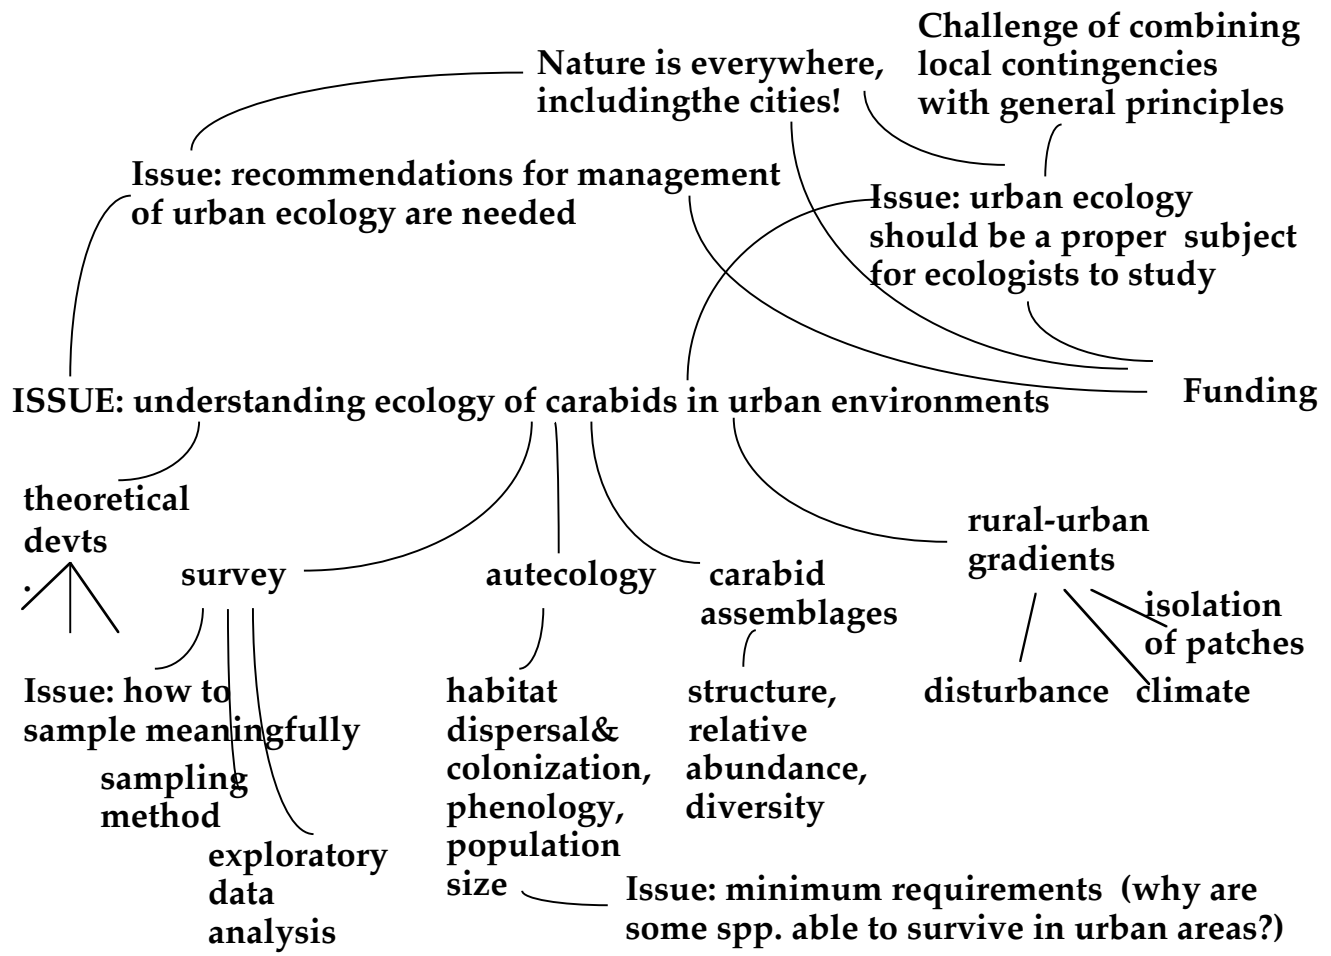 Challenge of combining
local contingencies
with general principles
Nature is everywhere,
includingthe cities!
Issue: recommendations for management
of urban ecology are needed
Issue: urban ecology
should be a proper subject
for ecologists to study
ISSUE: understanding ecology of carabids in urban environments
Funding
theoretical
devts
.
survey
autecology
carabid
assemblages
rural-urban
gradients
isolation
of patches
disturbance
climate
Issue: how to
sample meaningfully
sampling
method
exploratory
data
analysis
habitat
dispersal&
colonization,
phenology,
population
size
structure,
relative
abundance,
diversity
Issue: minimum requirements (why are
some spp. able to survive in urban areas?)